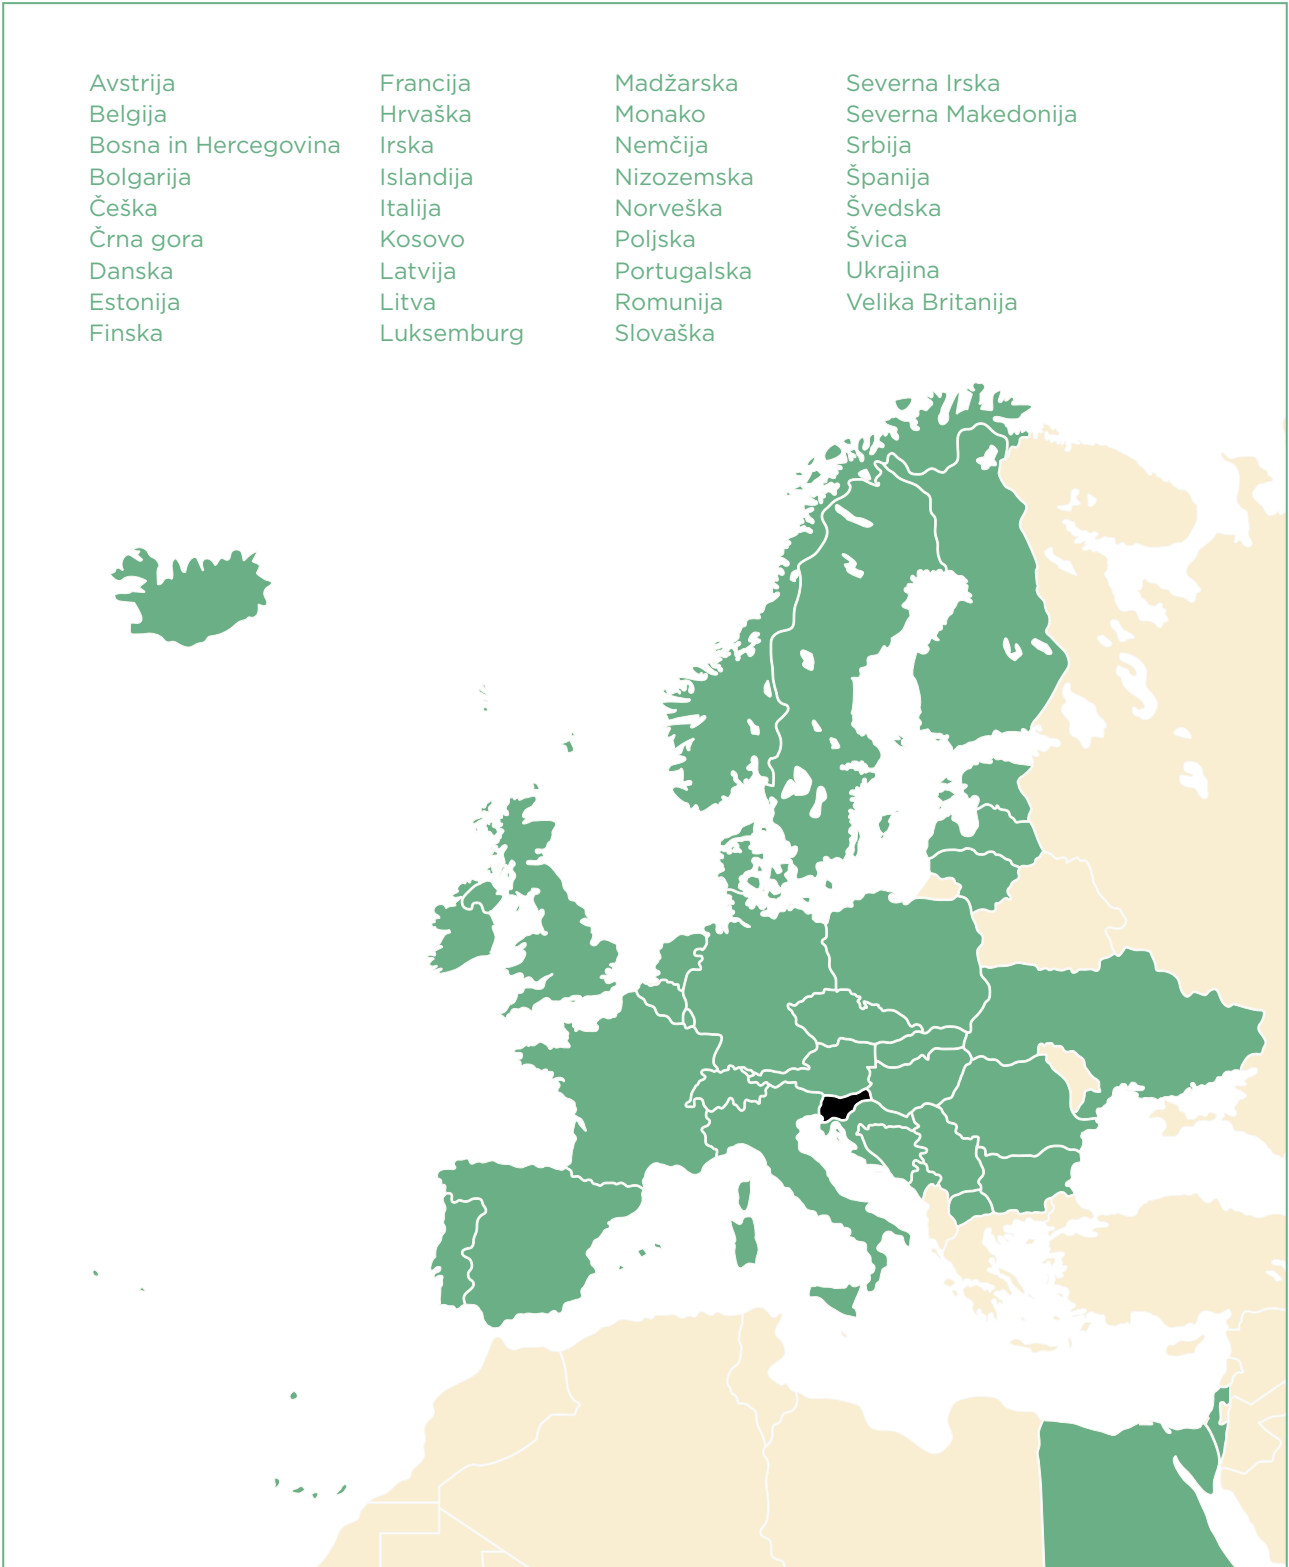 Avstrija
Belgija
Bosna in Hercegovina
Bolgarija
Češka
Črna gora
Danska
Estonija
Finska
Francija
Hrvaška
Irska
Islandija
Italija
Kosovo
Latvija
Litva
Luksemburg
Madžarska
Monako
Nemčija
Nizozemska
Norveška
Poljska
Portugalska
Romunija
Slovaška
Severna Irska
Severna Makedonija
Srbija
Španija
Švedska
Švica
Ukrajina
Velika Britanija